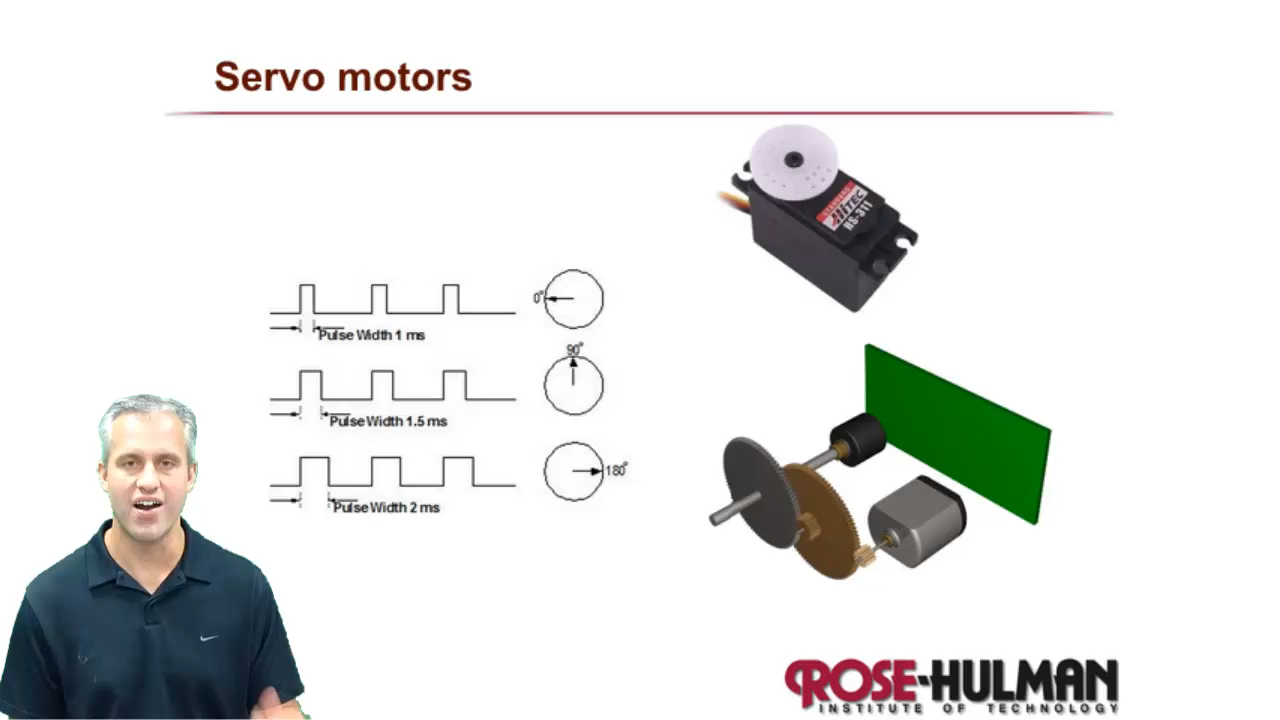 Servo motors
STANDARD
HiTEC
HS-311
0°
Pulse Width 1 ms
90°
Pulse Width 1.5 ms
180°
Pulse Width 2 ms
ROSE-HULMAN
INSTITUTE OF TECHNOLOGY